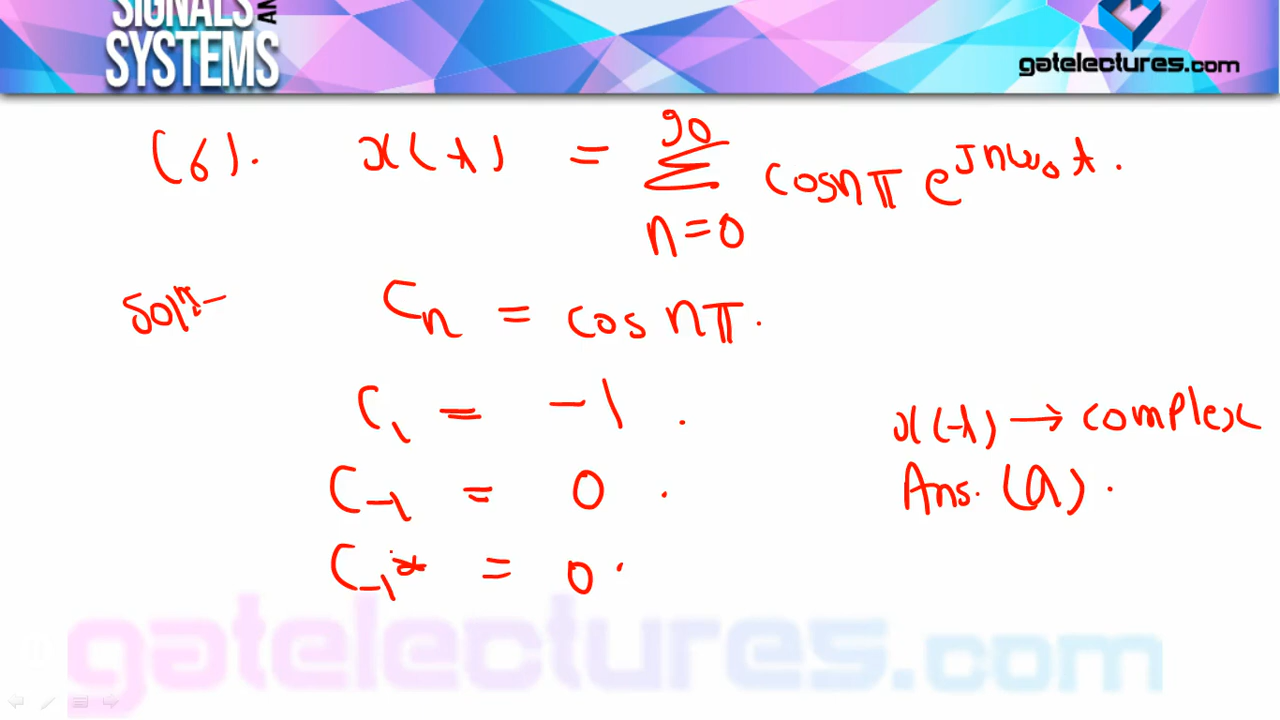 SIGNALS AND
SYSTEMS
gatelectures.com
(6). x(t) = 90 Σ n=0 cosnπ e^{Jnω₀t}.
Solⁿ- Cₙ = cos nπ.
C₁ = -1.
C₋₁ = 0.
C₋₁* = 0.
x(t) → complex
Ans. (a).
gatelectures.com